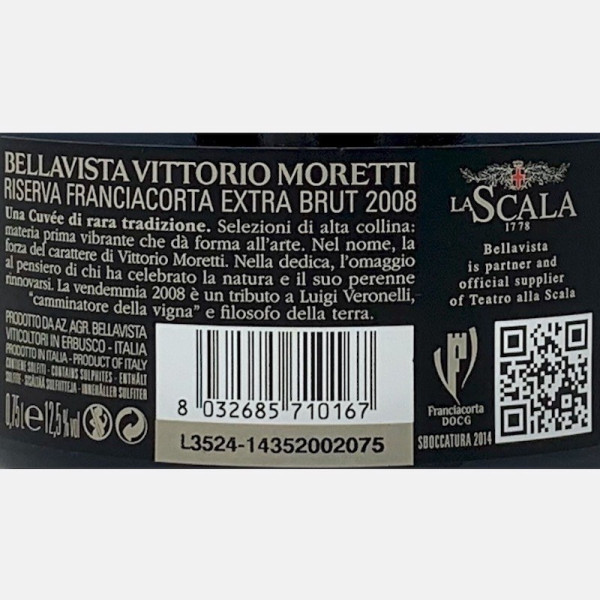 BELLAVISTA VITTORIO MORETTI
RISERVA FRANCIACORTA EXTRA BRUT 2008
Una Cuvée di rara tradizione. Selezioni di alta collina:
materia prima vibrante che dà forma all'arte. Nel nome, la
forza del carattere di Vittorio Moretti. Nella dedica, l'omaggio
al pensiero di chi ha celebrato la natura e il suo perenne
rinnovarsi. La vendemmia 2008 è un tributo a Luigi Veronelli,
"camminatore della vigna" e filosofo della terra.
PRODOTTO DA AZ. AGR. BELLAVISTA
VITICOLTORI IN ERBUSCO - ITALIA
PRODOTTO IN ITALIA - PRODUCT OF ITALY
CONTIENE SOLFITI - CONTAINS SULPHITES - ENTHÄLT
SULFITE - INNEHÅLLER SULFITER
0,75 l e 12,5 % vol
8 032685 710167
L3524-14352002075
LA SCALA
1778
Bellavista
is partner and
official supplier
of Teatro alla Scala
Franciacorta
DOCG
SBOCCATURA 2014